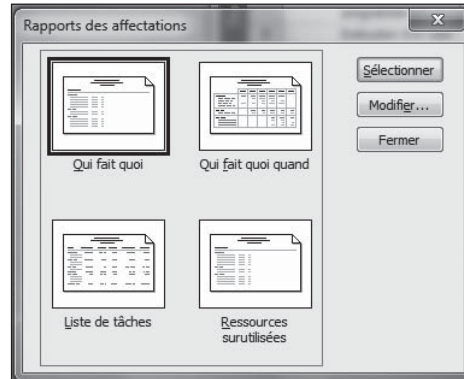 Rapports des affectations
Qui fait quoi
Qui fait quoi quand
Liste de tâches
Ressources
surutilisées
Sélectionner
Modifier...
Fermer